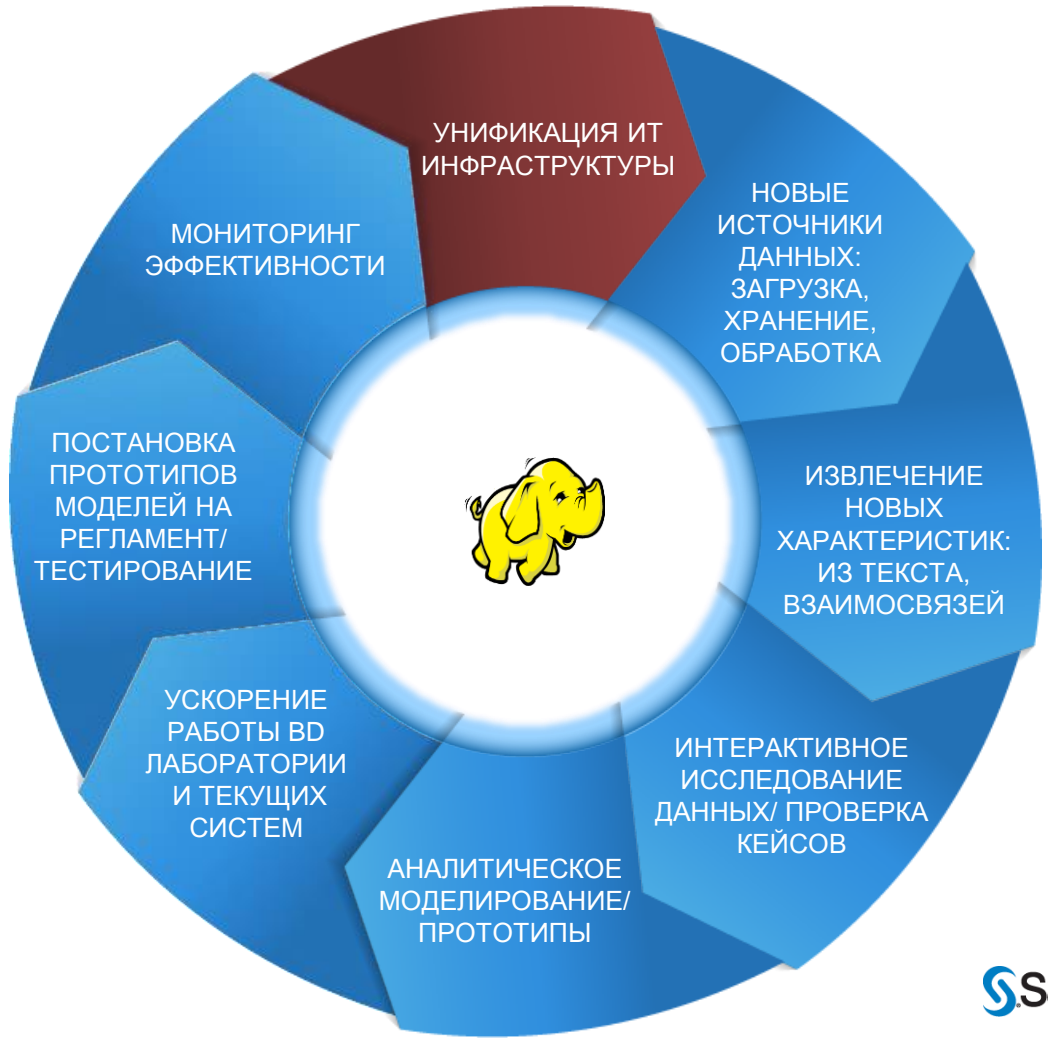 УНИФИКАЦИЯ ИТ
ИНФРАСТРУКТУРЫ
НОВЫЕ
ИСТОЧНИКИ
ДАННЫХ:
ЗАГРУЗКА,
ХРАНЕНИЕ,
ОБРАБОТКА
ИЗВЛЕЧЕНИЕ
НОВЫХ
ХАРАКТЕРИСТИК:
ИЗ ТЕКСТА,
ВЗАИМОСВЯЗЕЙ
ИНТЕРАКТИВНОЕ
ИССЛЕДОВАНИЕ
ДАННЫХ/ ПРОВЕРКА
КЕЙСОВ
АНАЛИТИЧЕСКОЕ
МОДЕЛИРОВАНИЕ/
ПРОТОТИПЫ
УСКОРЕНИЕ
РАБОТЫ BD
ЛАБОРАТОРИИ
И ТЕКУЩИХ
СИСТЕМ
ПОСТАНОВКА
ПРОТОТИПОВ
МОДЕЛЕЙ НА
РЕГЛАМЕНТ/
ТЕСТИРОВАНИЕ
МОНИТОРИНГ
ЭФФЕКТИВНОСТИ
S